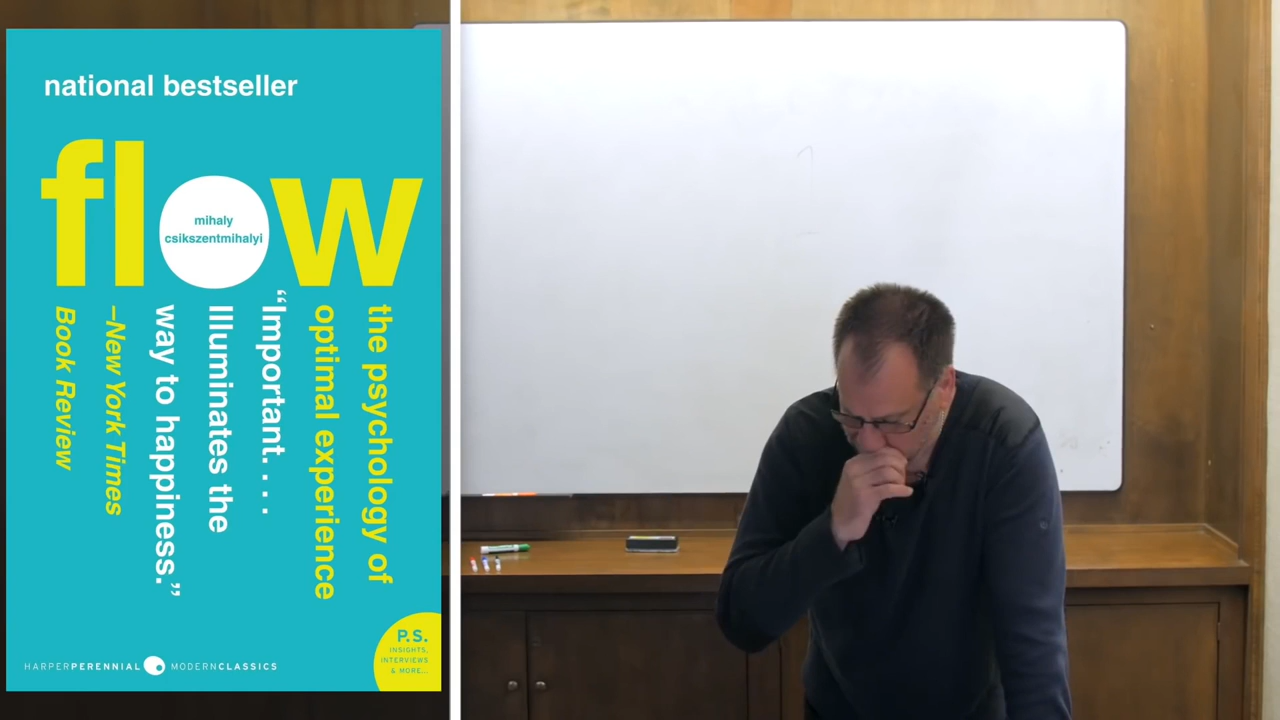 national bestseller
flow
mihaly
csikszentmihalyi
the psychology of
optimal experience
“Important. . . .
Illuminates the
way to happiness.”
–New York Times
Book Review
P.S.
INSIGHTS,
INTERVIEWS
& MORE...
HARPERPERENNIAL MODERNCLASSICS